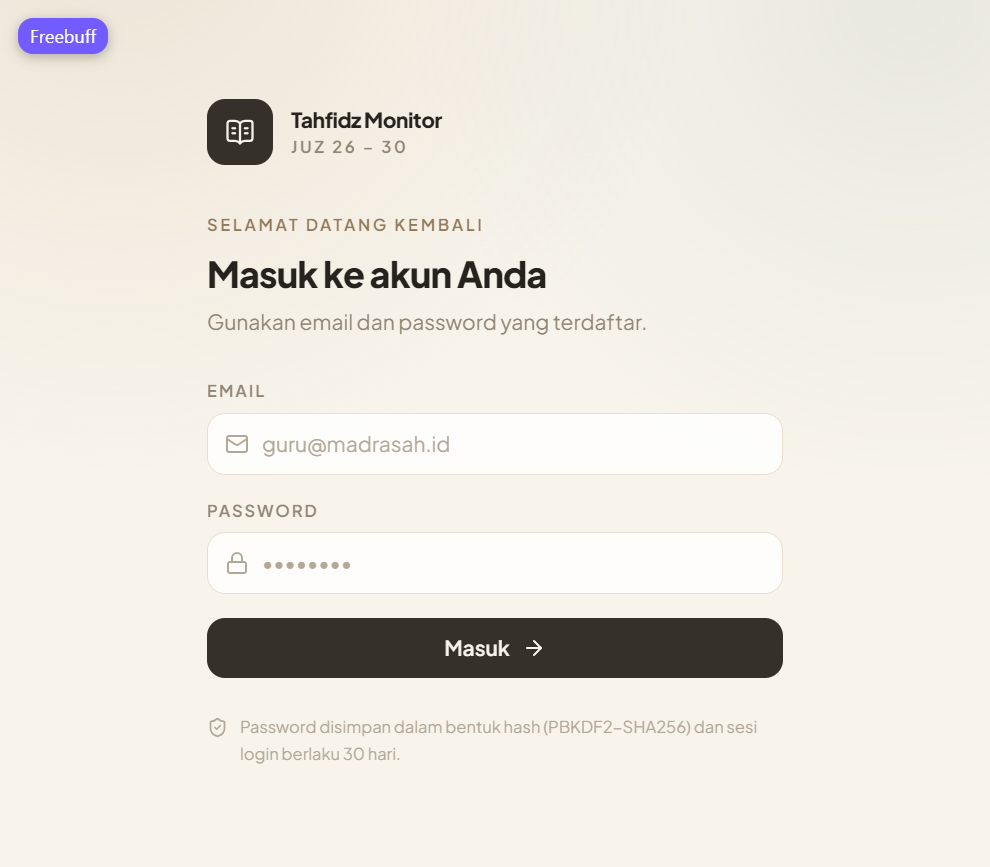 Freebuff
Tahfidz Monitor
JUZ 26 – 30
SELAMAT DATANG KEMBALI
Masuk ke akun Anda
Gunakan email dan password yang terdaftar.
EMAIL
guru@madrasah.id
PASSWORD
••••••••
Masuk →
Password disimpan dalam bentuk hash (PBKDF2–SHA256) dan sesi
login berlaku 30 hari.